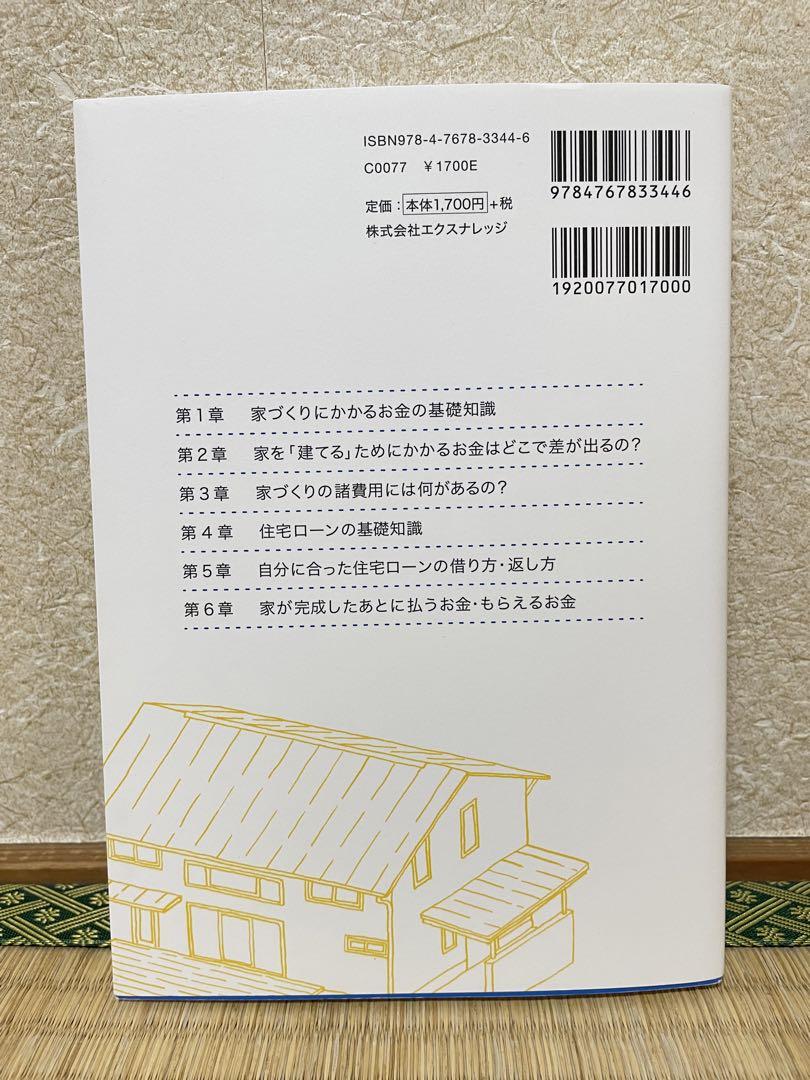 ISBN978-4-7678-3344-6
C0077 ¥1700E
定価：本体1,700円+税
株式会社エクスナレッジ
9784767833446
1920077017000
第1章 家づくりにかかるお金の基礎知識
第2章 家を「建てる」ためにかかるお金はどこで差が出るの？
第3章 家づくりの諸費用には何があるの？
第4章 住宅ローンの基礎知識
第5章 自分に合った住宅ローンの借り方・返し方
第6章 家が完成したあとに払うお金・もらえるお金